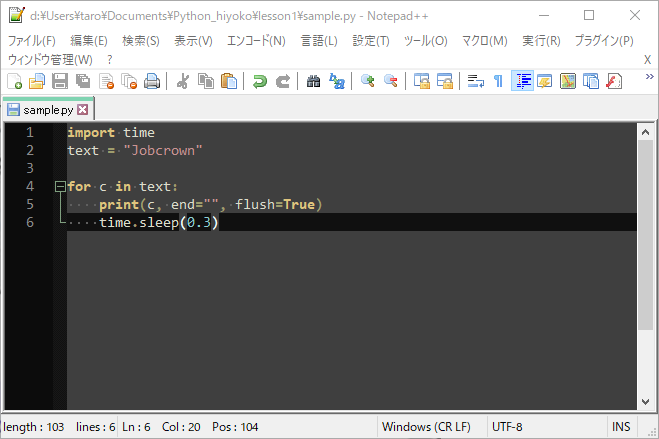 d:¥Users¥taro¥Documents¥Python_hiyoko¥lesson1¥sample.py - Notepad++
ファイル(F) 編集(E) 検索(S) 表示(V) エンコード(N) 言語(L) 設定(T) ツール(O) マクロ(M) 実行(R) プラグイン(P)
ウィンドウ管理(W) ? X
sample.py
1 import time
2 text = "Jobcrown"
3
4 for c in text:
5 print(c, end="", flush=True)
6 time.sleep(0.3)
length : 103 lines : 6 Ln : 6 Col : 20 Pos : 104 Windows (CR LF) UTF-8 INS